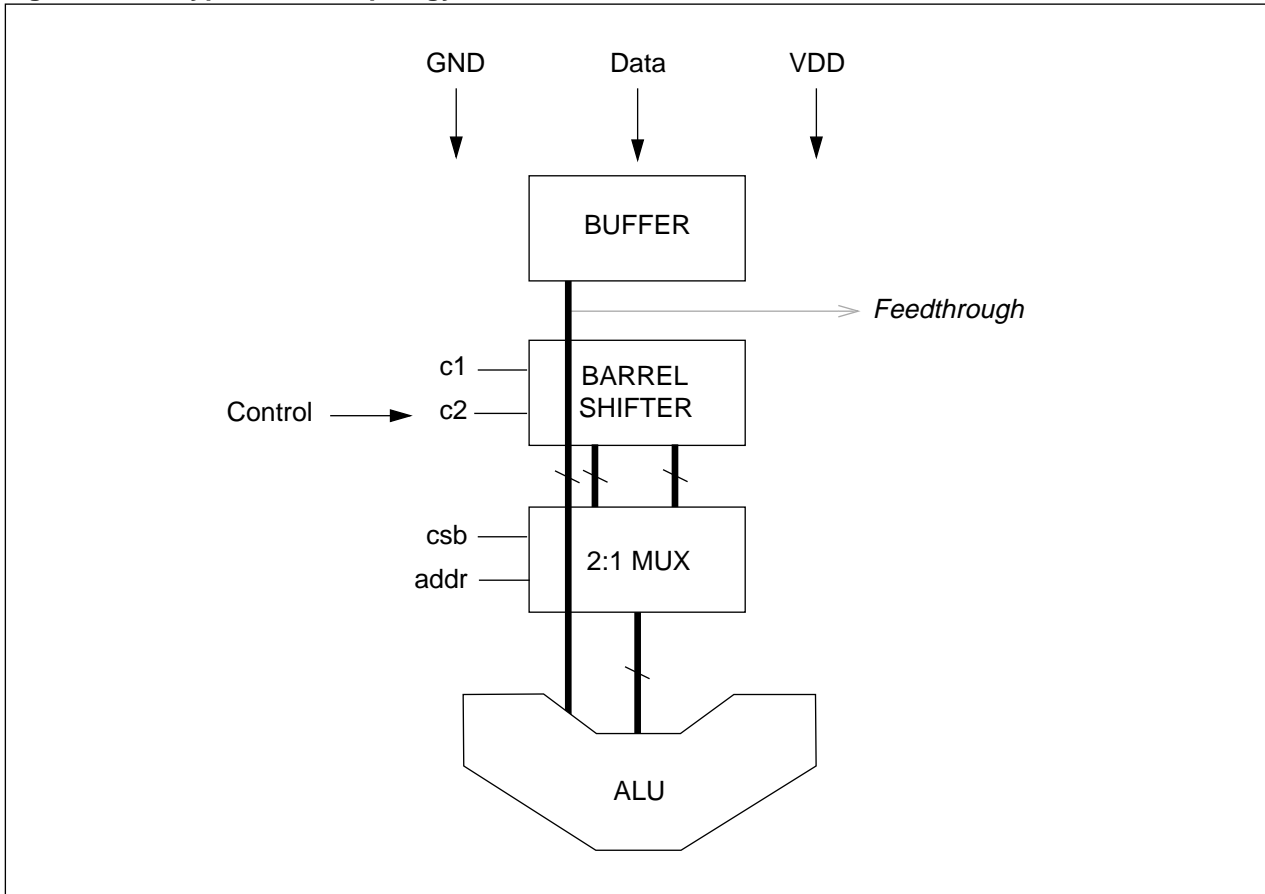 GND Data VDD
BUFFER
Feedthrough
c1
BARREL
SHIFTER
Control
c2
csb
2:1 MUX
addr
ALU